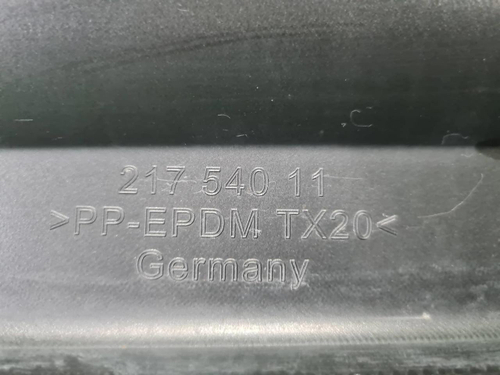 217 540 11
>PP-EPDM TX20<
Germany